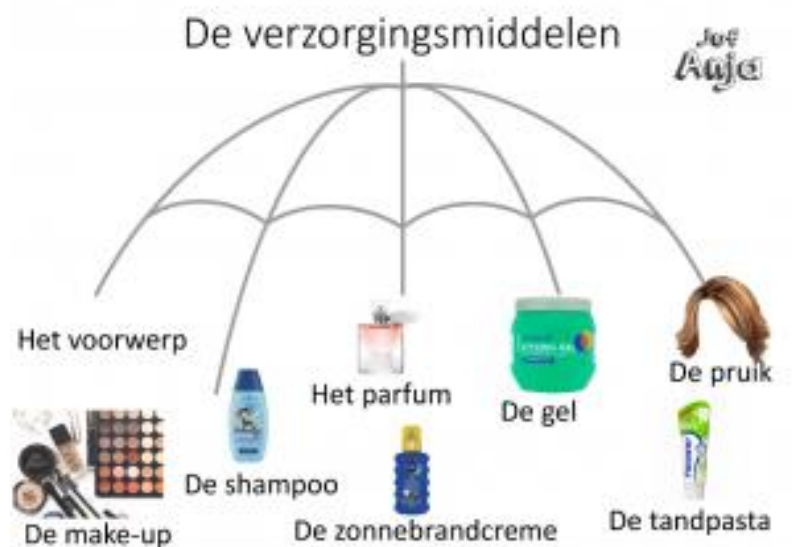 De verzorgingsmiddelen
Juf
Anja
Het voorwerp
Het parfum
De gel
De pruik
De make-up
De shampoo
De zonnebrandcreme
De tandpasta